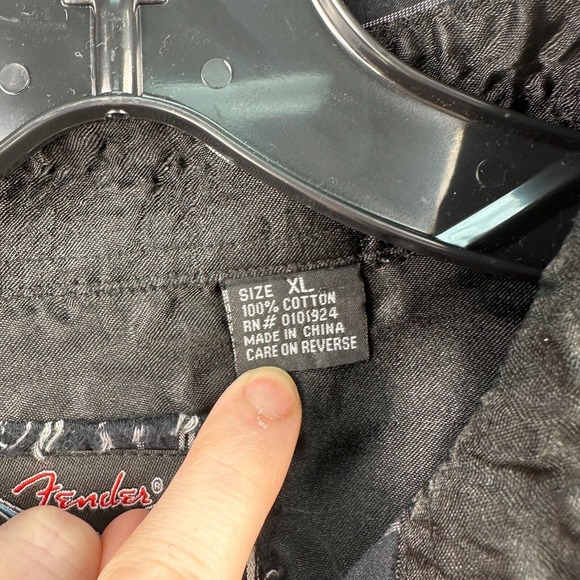 SIZE XL
100% COTTON
RN# 0101924
MADE IN CHINA
CARE ON REVERSE
Fender®